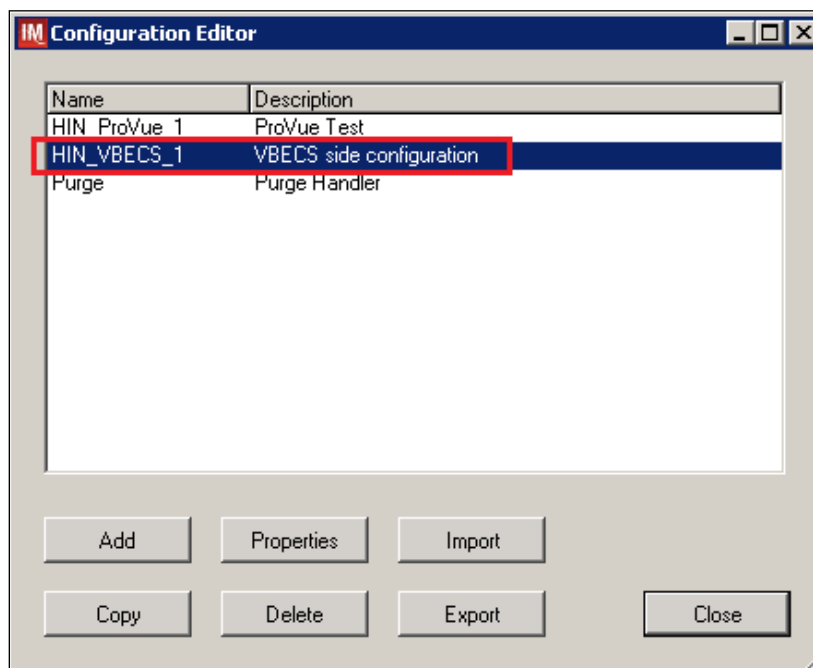 IM Configuration Editor
Name Description
HIN_ProVue_1 ProVue Test
HIN_VBECS_1 VBECS side configuration
Purge Purge Handler
Add Properties Import
Copy Delete Export Close